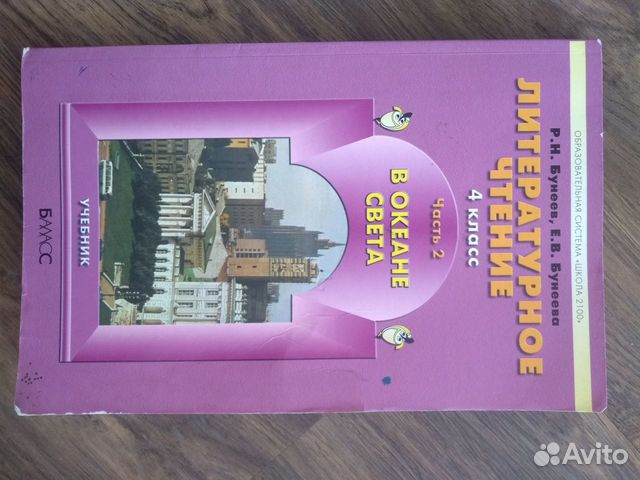 ОБРАЗОВАТЕЛЬНАЯ СИСТЕМА «ШКОЛА 2100»
Р.Н. Бунеев, Е.В. Бунеева
ЛИТЕРАТУРНОЕ
ЧТЕНИЕ
4 класс
Часть 2
В ОКЕАНЕ
СВЕТА
УЧЕБНИК
БАЛАСС
Avito